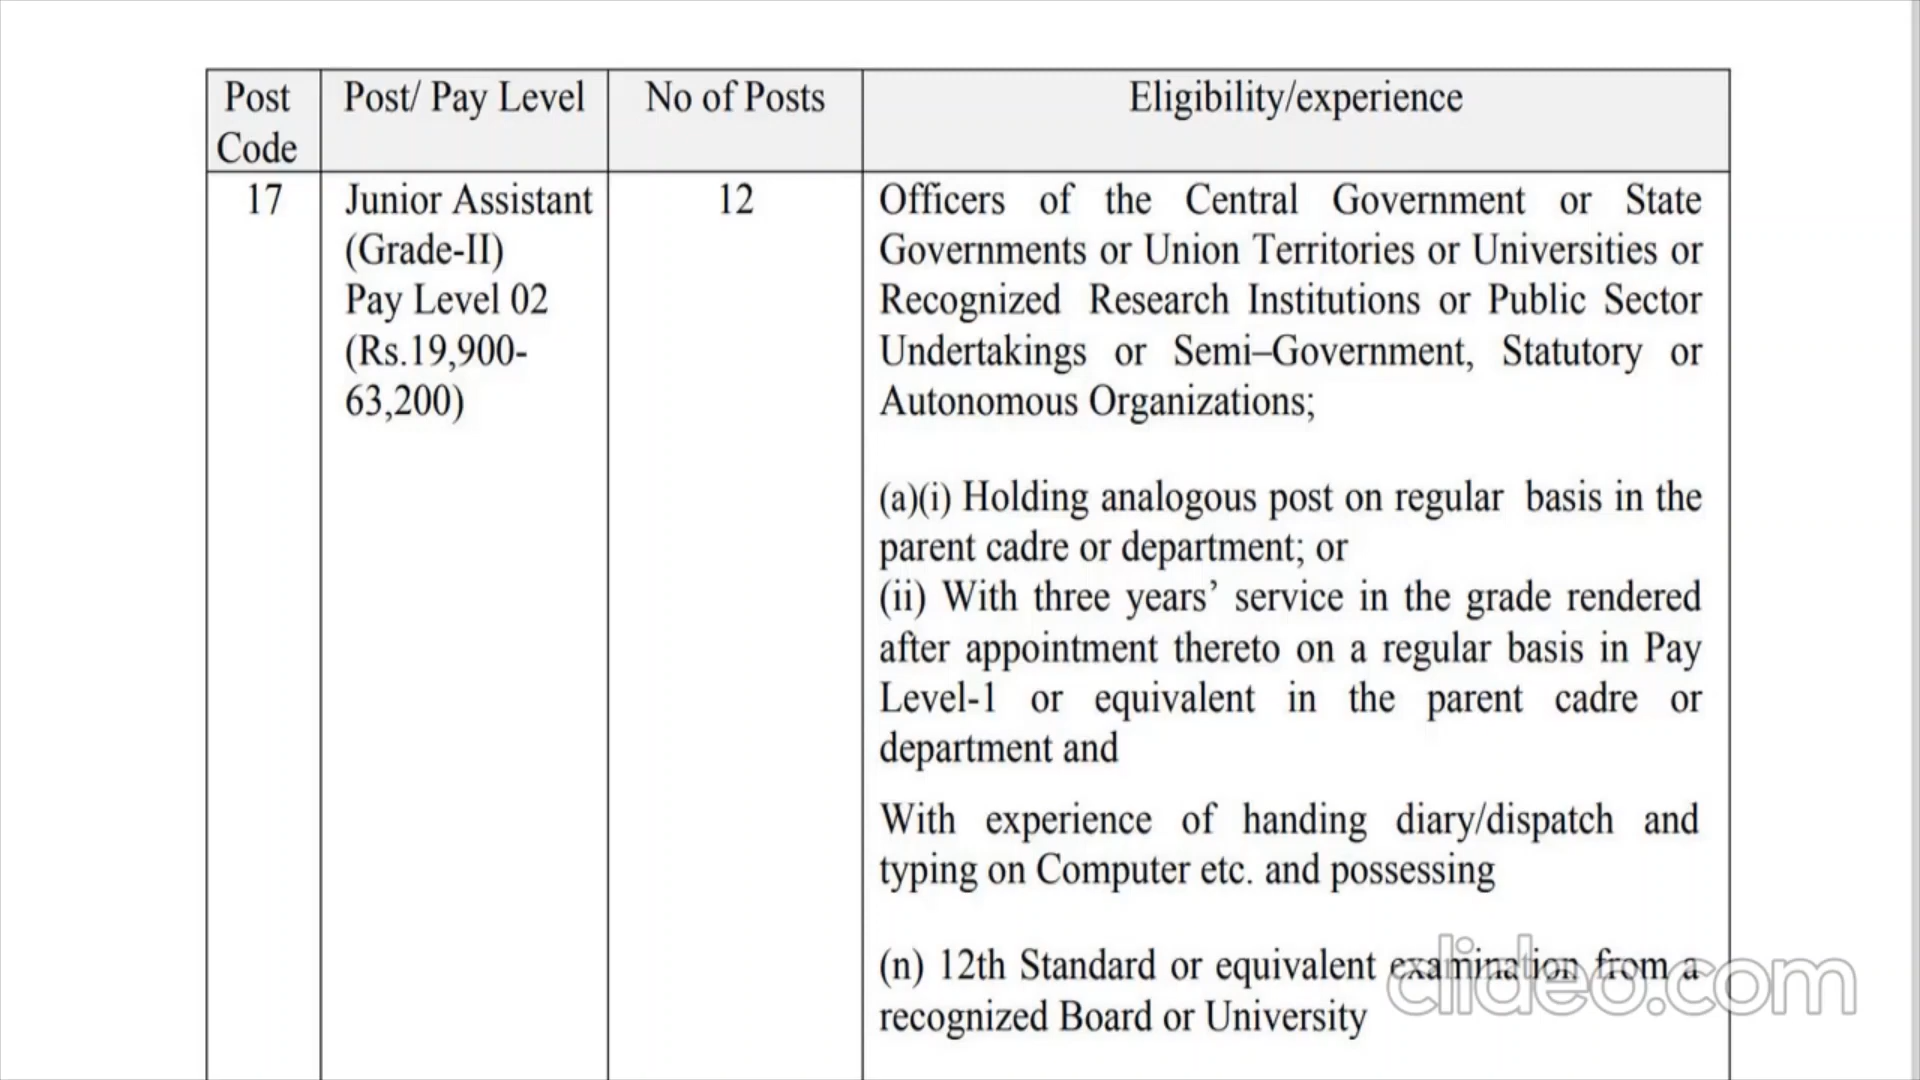 Post Code
Post/ Pay Level
No of Posts
Eligibility/experience
17
Junior Assistant
(Grade-II)
Pay Level 02
(Rs.19,900-
63,200)
12
Officers of the Central Government or State
Governments or Union Territories or Universities or
Recognized Research Institutions or Public Sector
Undertakings or Semi–Government, Statutory or
Autonomous Organizations;
(a)(i) Holding analogous post on regular basis in the
parent cadre or department; or
(ii) With three years’ service in the grade rendered
after appointment thereto on a regular basis in Pay
Level-1 or equivalent in the parent cadre or
department and
With experience of handing diary/dispatch and
typing on Computer etc. and possessing
(n) 12th Standard or equivalent examination from a
recognized Board or University
clideo.com